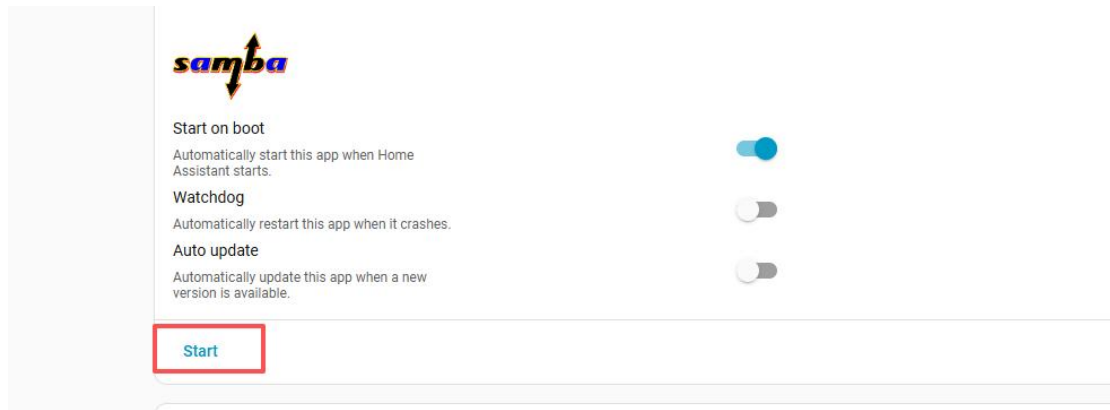 samba
Start on boot
Automatically start this app when Home
Assistant starts.
Watchdog
Automatically restart this app when it crashes.
Auto update
Automatically update this app when a new
version is available.
Start